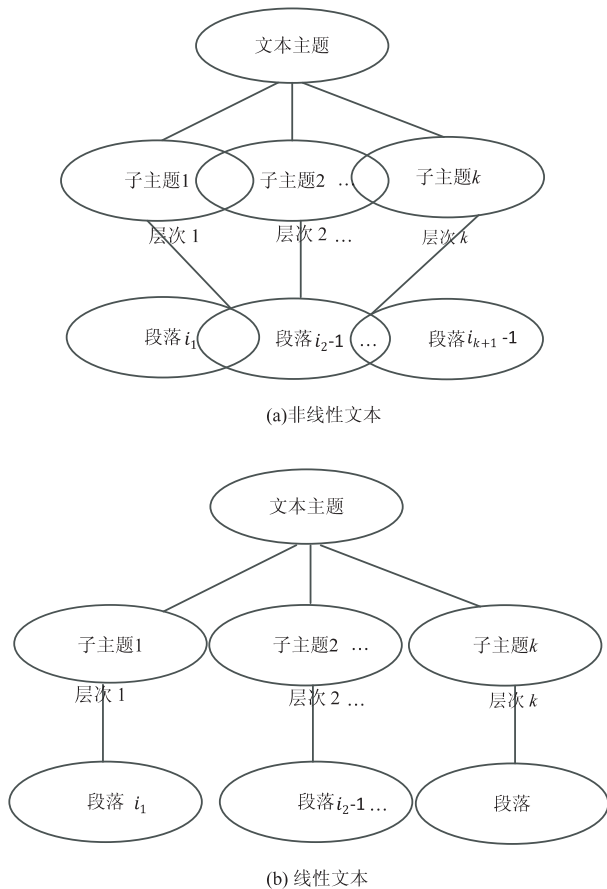 文本主题
子主题1 子主题2 … 子主题k
层次 1 层次 2 … 层次 k
段落 i₁ 段落 i₂-1 … 段落 iₖ₊₁ -1
(a)非线性文本
文本主题
子主题1 子主题2 … 子主题k
层次 1 层次 2 … 层次 k
段落 i₁ 段落 i₂-1 … 段落
(b) 线性文本